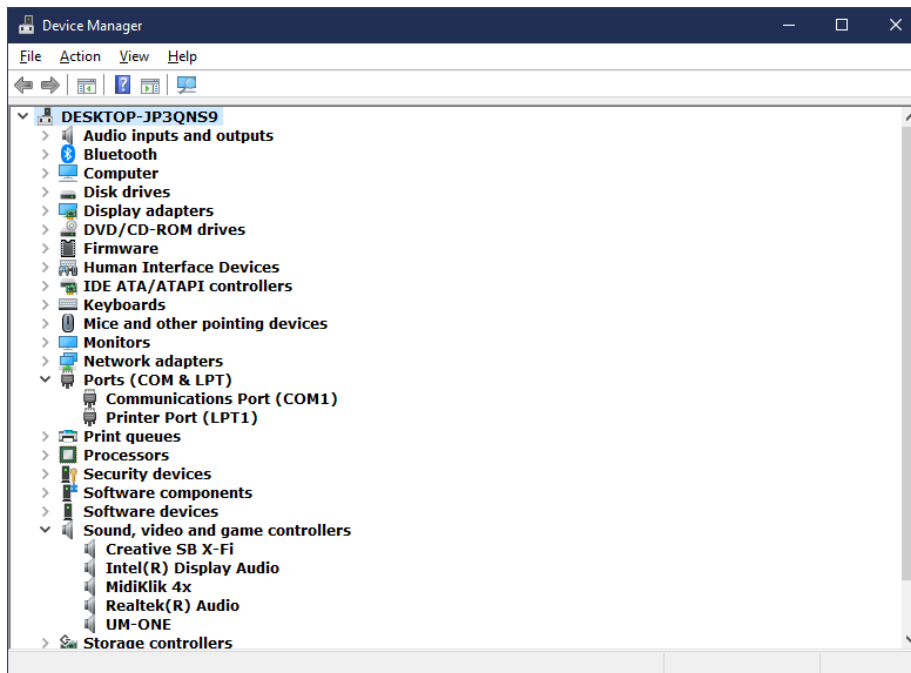 Device Manager
File Action View Help
DESKTOP-JP3QNS9
Audio inputs and outputs
Bluetooth
Computer
Disk drives
Display adapters
DVD/CD-ROM drives
Firmware
Human Interface Devices
IDE ATA/ATAPI controllers
Keyboards
Mice and other pointing devices
Monitors
Network adapters
Ports (COM & LPT)
Communications Port (COM1)
Printer Port (LPT1)
Print queues
Processors
Security devices
Software components
Software devices
Sound, video and game controllers
Creative SB X-Fi
Intel(R) Display Audio
MidiKlik 4x
Realtek(R) Audio
UM-ONE
Storage controllers